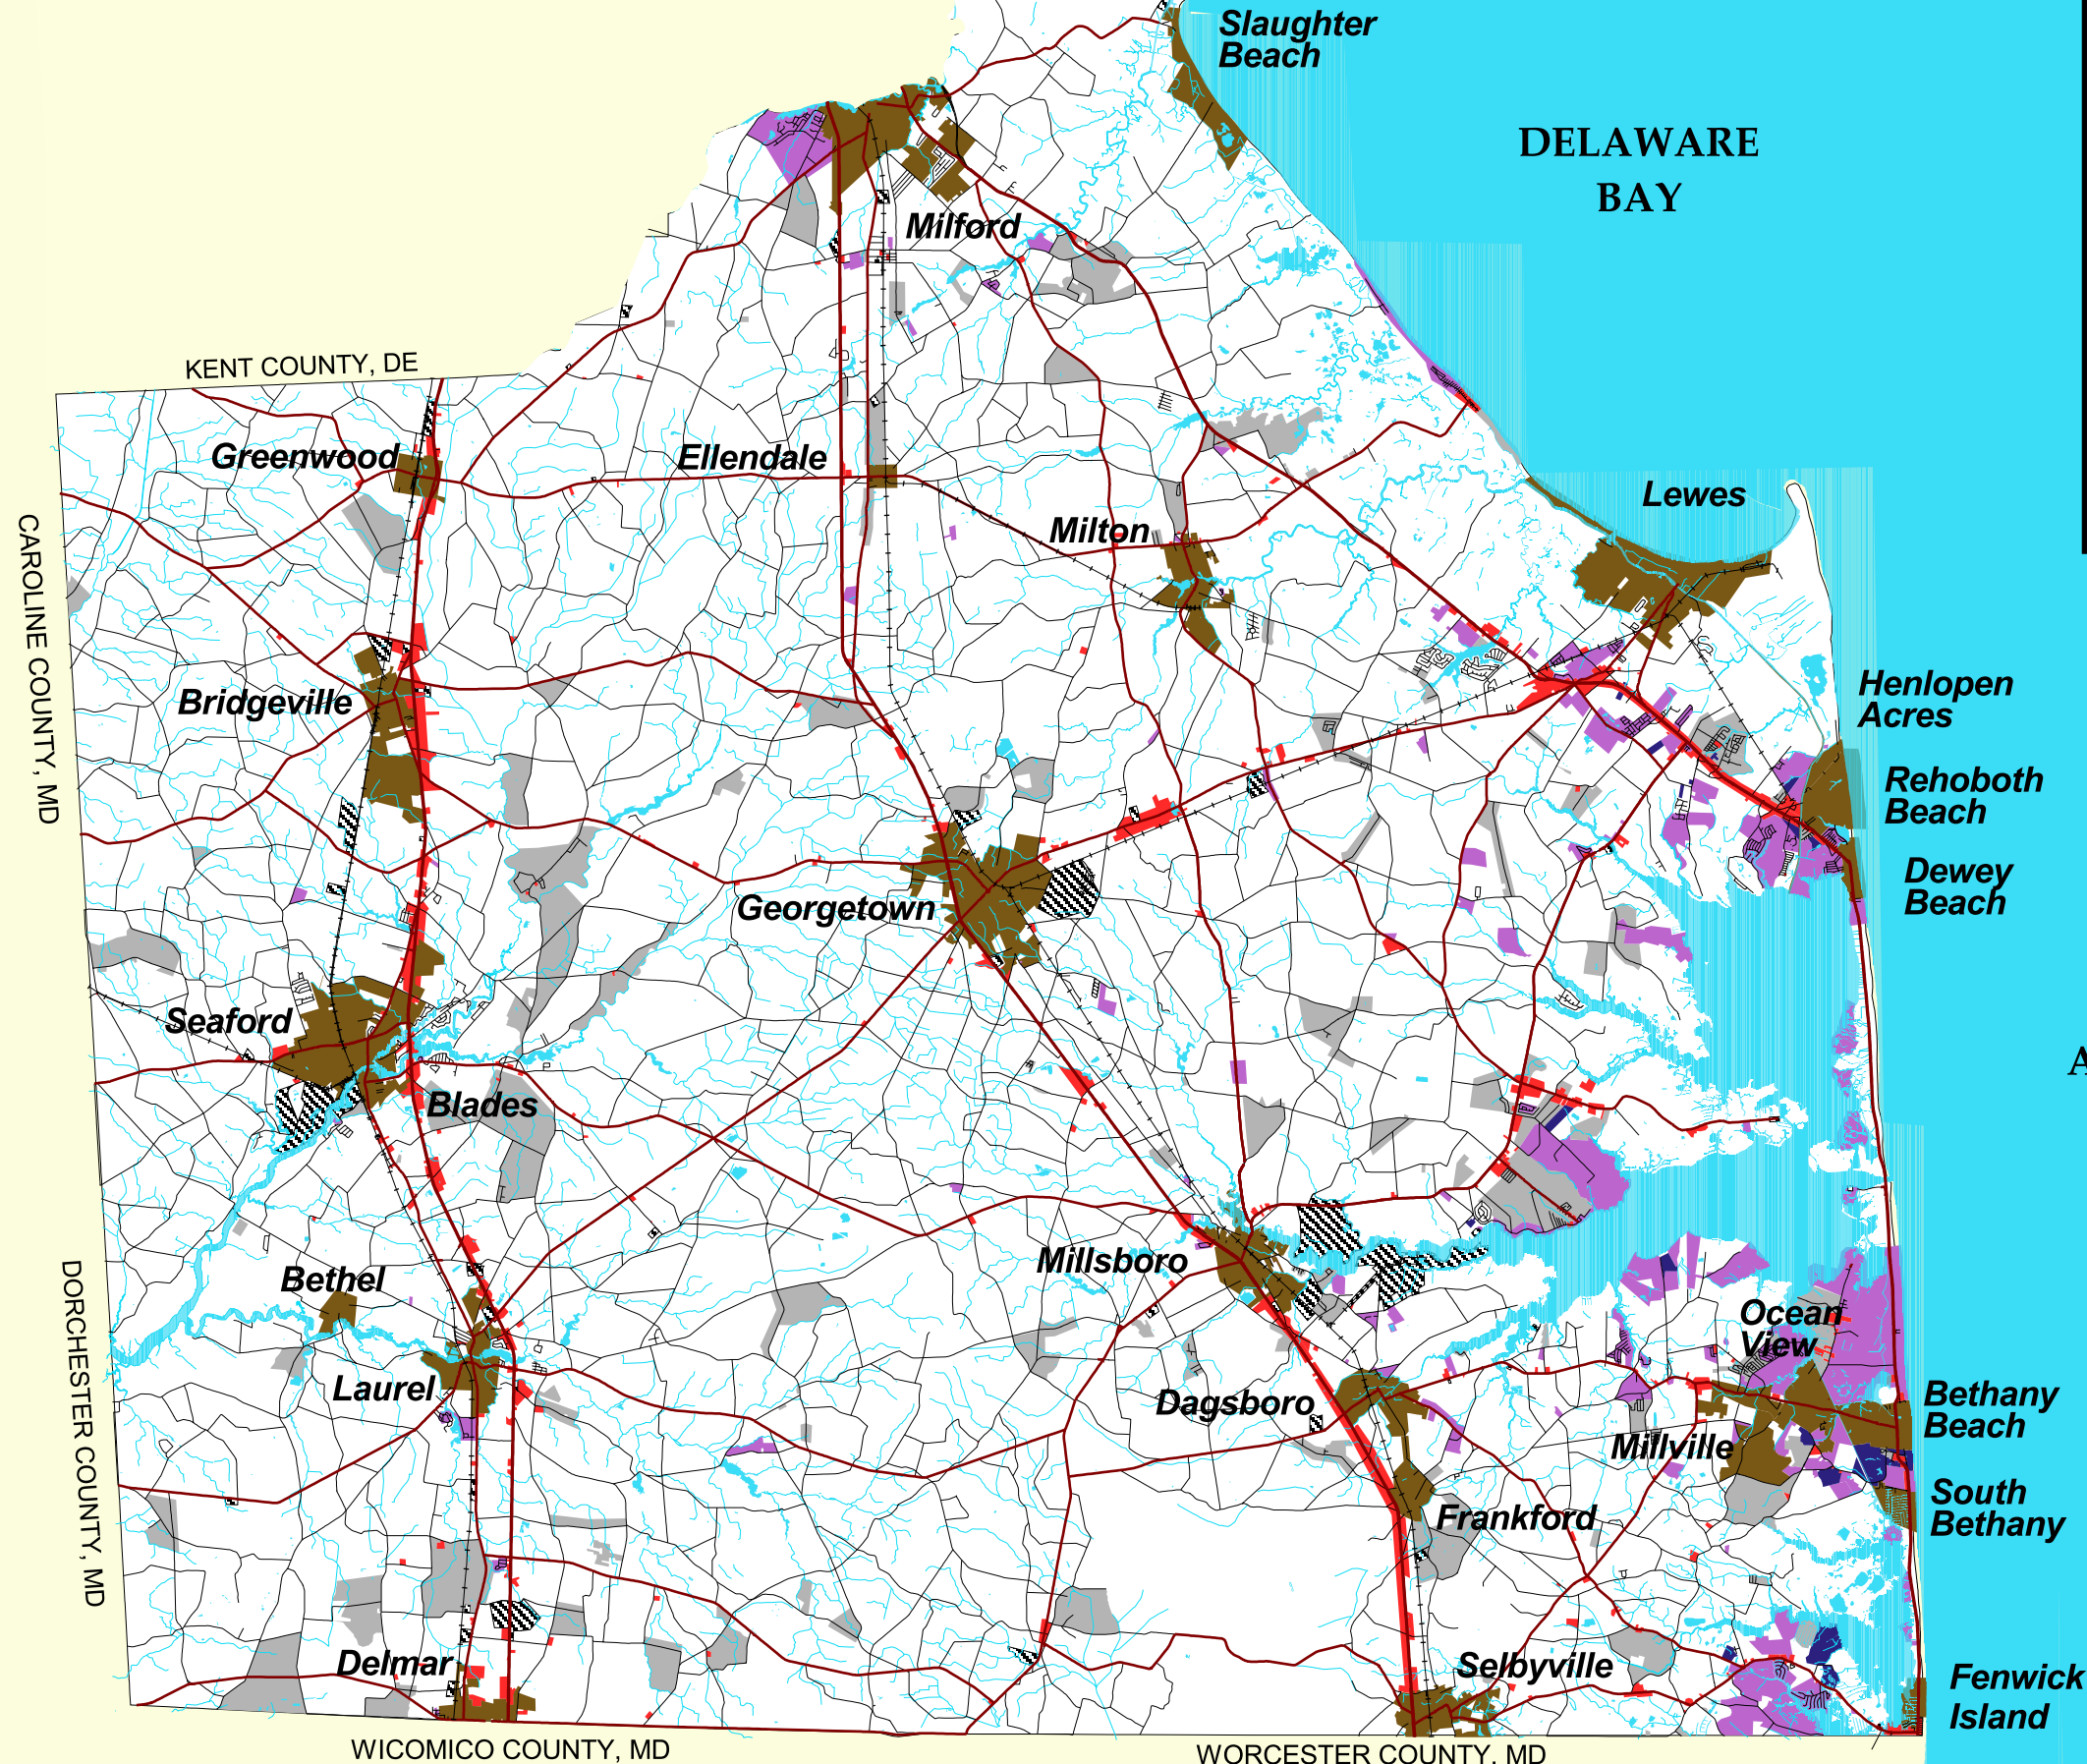 Slaughter
Beach
DELAWARE
BAY
Milford
KENT COUNTY, DE
Greenwood
Ellendale
Lewes
Milton
CAROLINE COUNTY, MD
Bridgeville
Henlopen
Acres
Rehoboth
Beach
Dewey
Beach
Georgetown
Seaford
A
Blades
Millsboro
Bethel
DORCHESTER COUNTY, MD
Ocean
View
Laurel
Dagsboro
Bethany
Beach
Millville
South
Bethany
Frankford
Delmar
Selbyville
Fenwick
Island
WICOMICO COUNTY, MD
WORCESTER COUNTY, MD